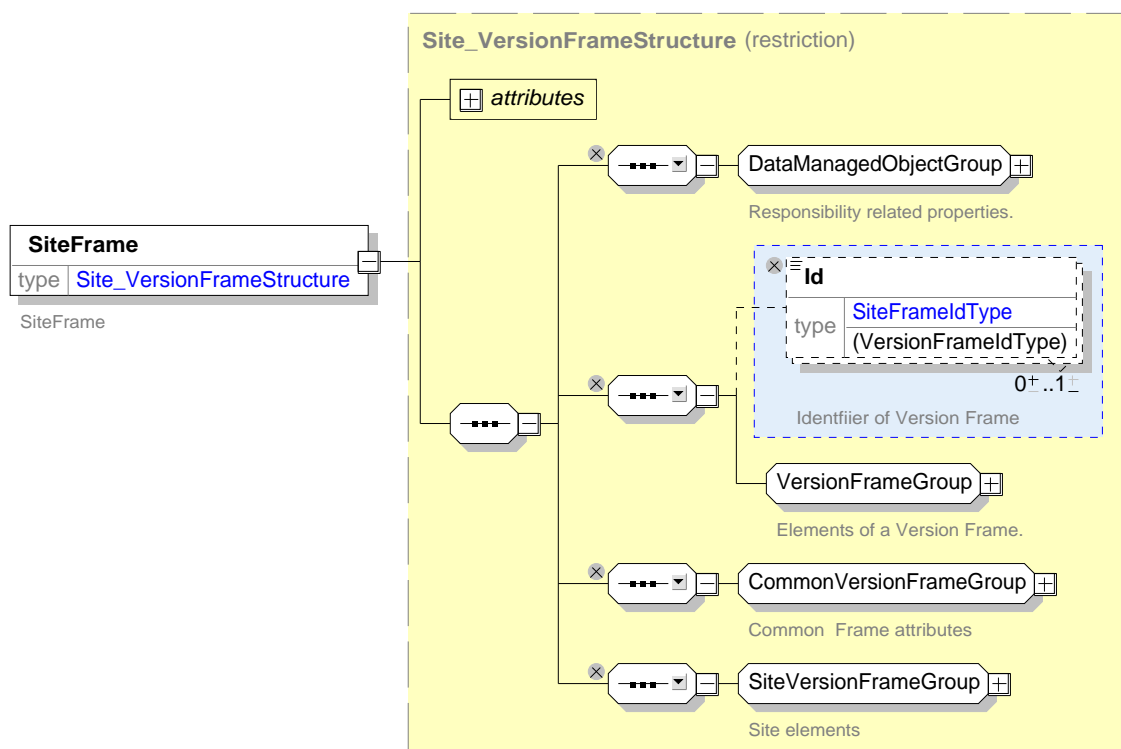 Site_VersionFrameStructure (restriction)
attributes
DataManagedObjectGroup
Responsibility related properties.
SiteFrame
type Site_VersionFrameStructure
SiteFrame
Id
type SiteFrameIdType
(VersionFrameIdType)
0..1
Identfiier of Version Frame
VersionFrameGroup
Elements of a Version Frame.
CommonVersionFrameGroup
Common  Frame attributes
SiteVersionFrameGroup
Site elements